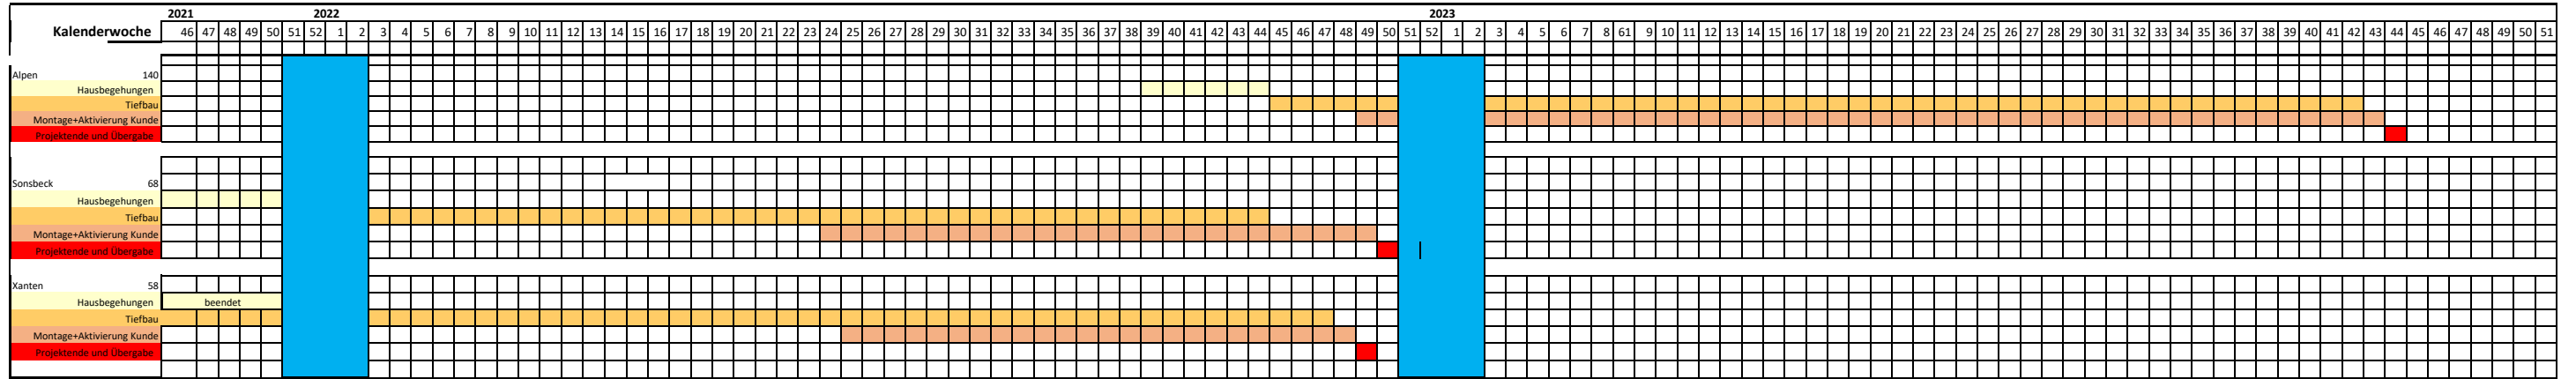 2021 2022 2023
Kalenderwoche 46 47 48 49 50 51 52 1 2 3 4 5 6 7 8 9 10 11 12 13 14 15 16 17 18 19 20 21 22 23 24 25 26 27 28 29 30 31 32 33 34 35 36 37 38 39 40 41 42 43 44 45 46 47 48 49 50 51 52 1 2 3 4 5 6 7 8 61 9 10 11 12 13 14 15 16 17 18 19 20 21 22 23 24 25 26 27 28 29 30 31 32 33 34 35 36 37 38 39 40 41 42 43 44 45 46 47 48 49 50 51
Alpen 140
Hausbegehungen
Tiefbau
Montage+Aktivierung Kunde
Projektende und Übergabe
Sonsbeck 68
Hausbegehungen
Tiefbau
Montage+Aktivierung Kunde
Projektende und Übergabe
Xanten 58
Hausbegehungen beendet
Tiefbau
Montage+Aktivierung Kunde
Projektende und Übergabe